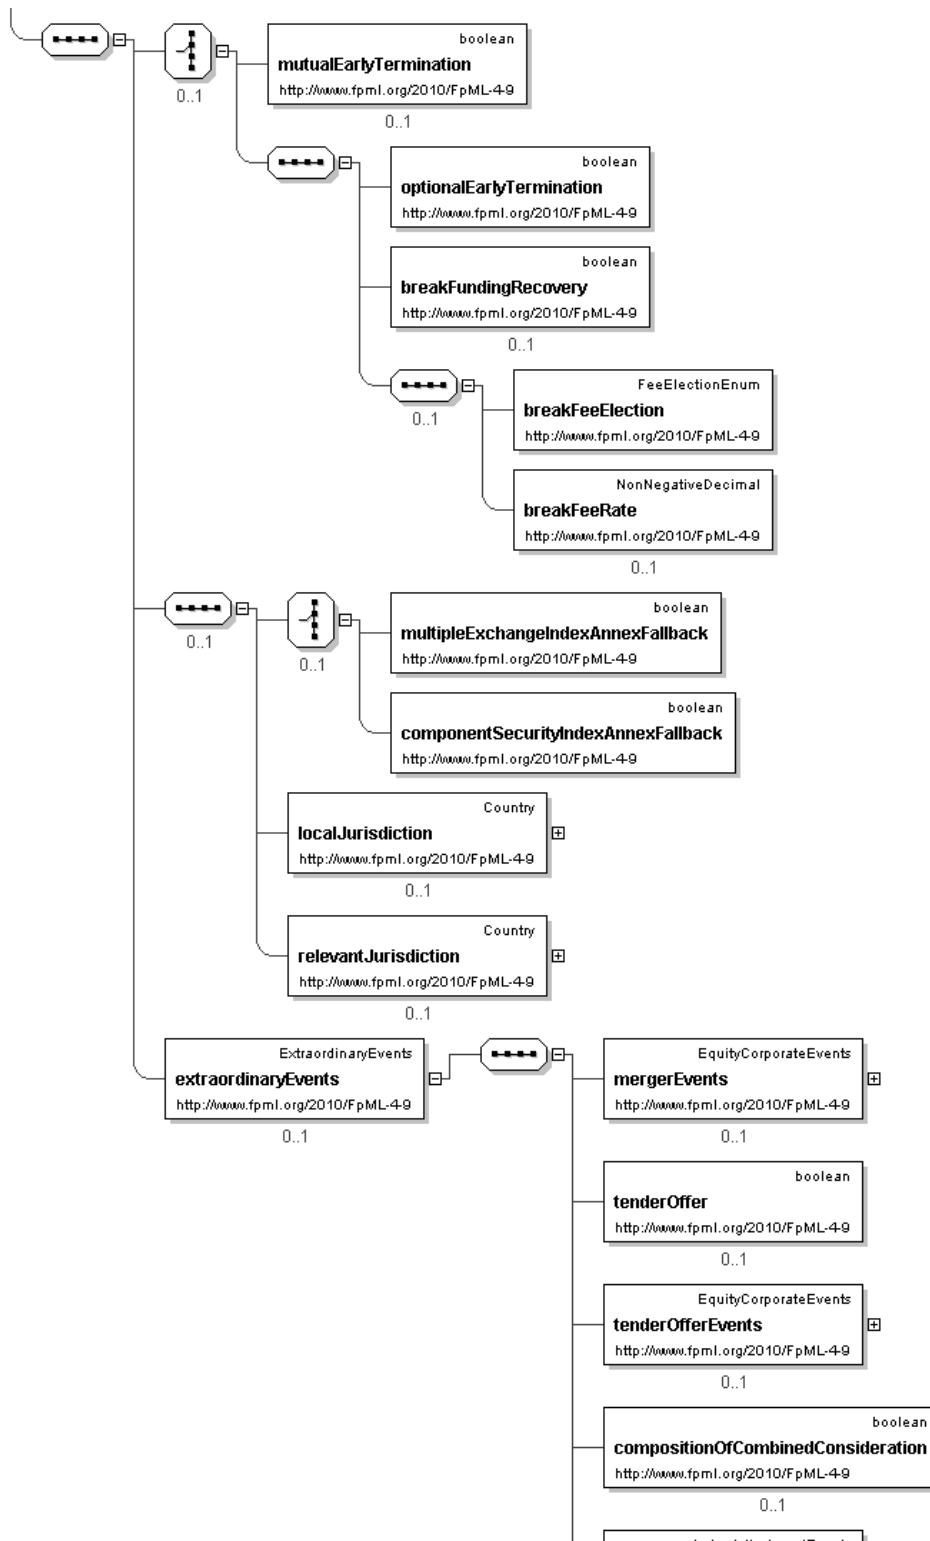 boolean
mutualEarlyTermination
http://www.fpml.org/2010/FpML-4-9
0..1
0..1
boolean
optionalEarlyTermination
http://www.fpml.org/2010/FpML-4-9
boolean
breakFundingRecovery
http://www.fpml.org/2010/FpML-4-9
0..1
FeeElectionEnum
breakFeeElection
http://www.fpml.org/2010/FpML-4-9
0..1
NonNegativeDecimal
breakFeeRate
http://www.fpml.org/2010/FpML-4-9
0..1
boolean
multipleExchangeIndexAnnexFallback
http://www.fpml.org/2010/FpML-4-9
0..1
0..1
boolean
componentSecurityIndexAnnexFallback
http://www.fpml.org/2010/FpML-4-9
Country
localJurisdiction
http://www.fpml.org/2010/FpML-4-9
0..1
Country
relevantJurisdiction
http://www.fpml.org/2010/FpML-4-9
0..1
ExtraordinaryEvents
extraordinaryEvents
http://www.fpml.org/2010/FpML-4-9
0..1
EquityCorporateEvents
mergerEvents
http://www.fpml.org/2010/FpML-4-9
0..1
boolean
tenderOffer
http://www.fpml.org/2010/FpML-4-9
0..1
EquityCorporateEvents
tenderOfferEvents
http://www.fpml.org/2010/FpML-4-9
0..1
boolean
compositionOfCombinedConsideration
http://www.fpml.org/2010/FpML-4-9
0..1